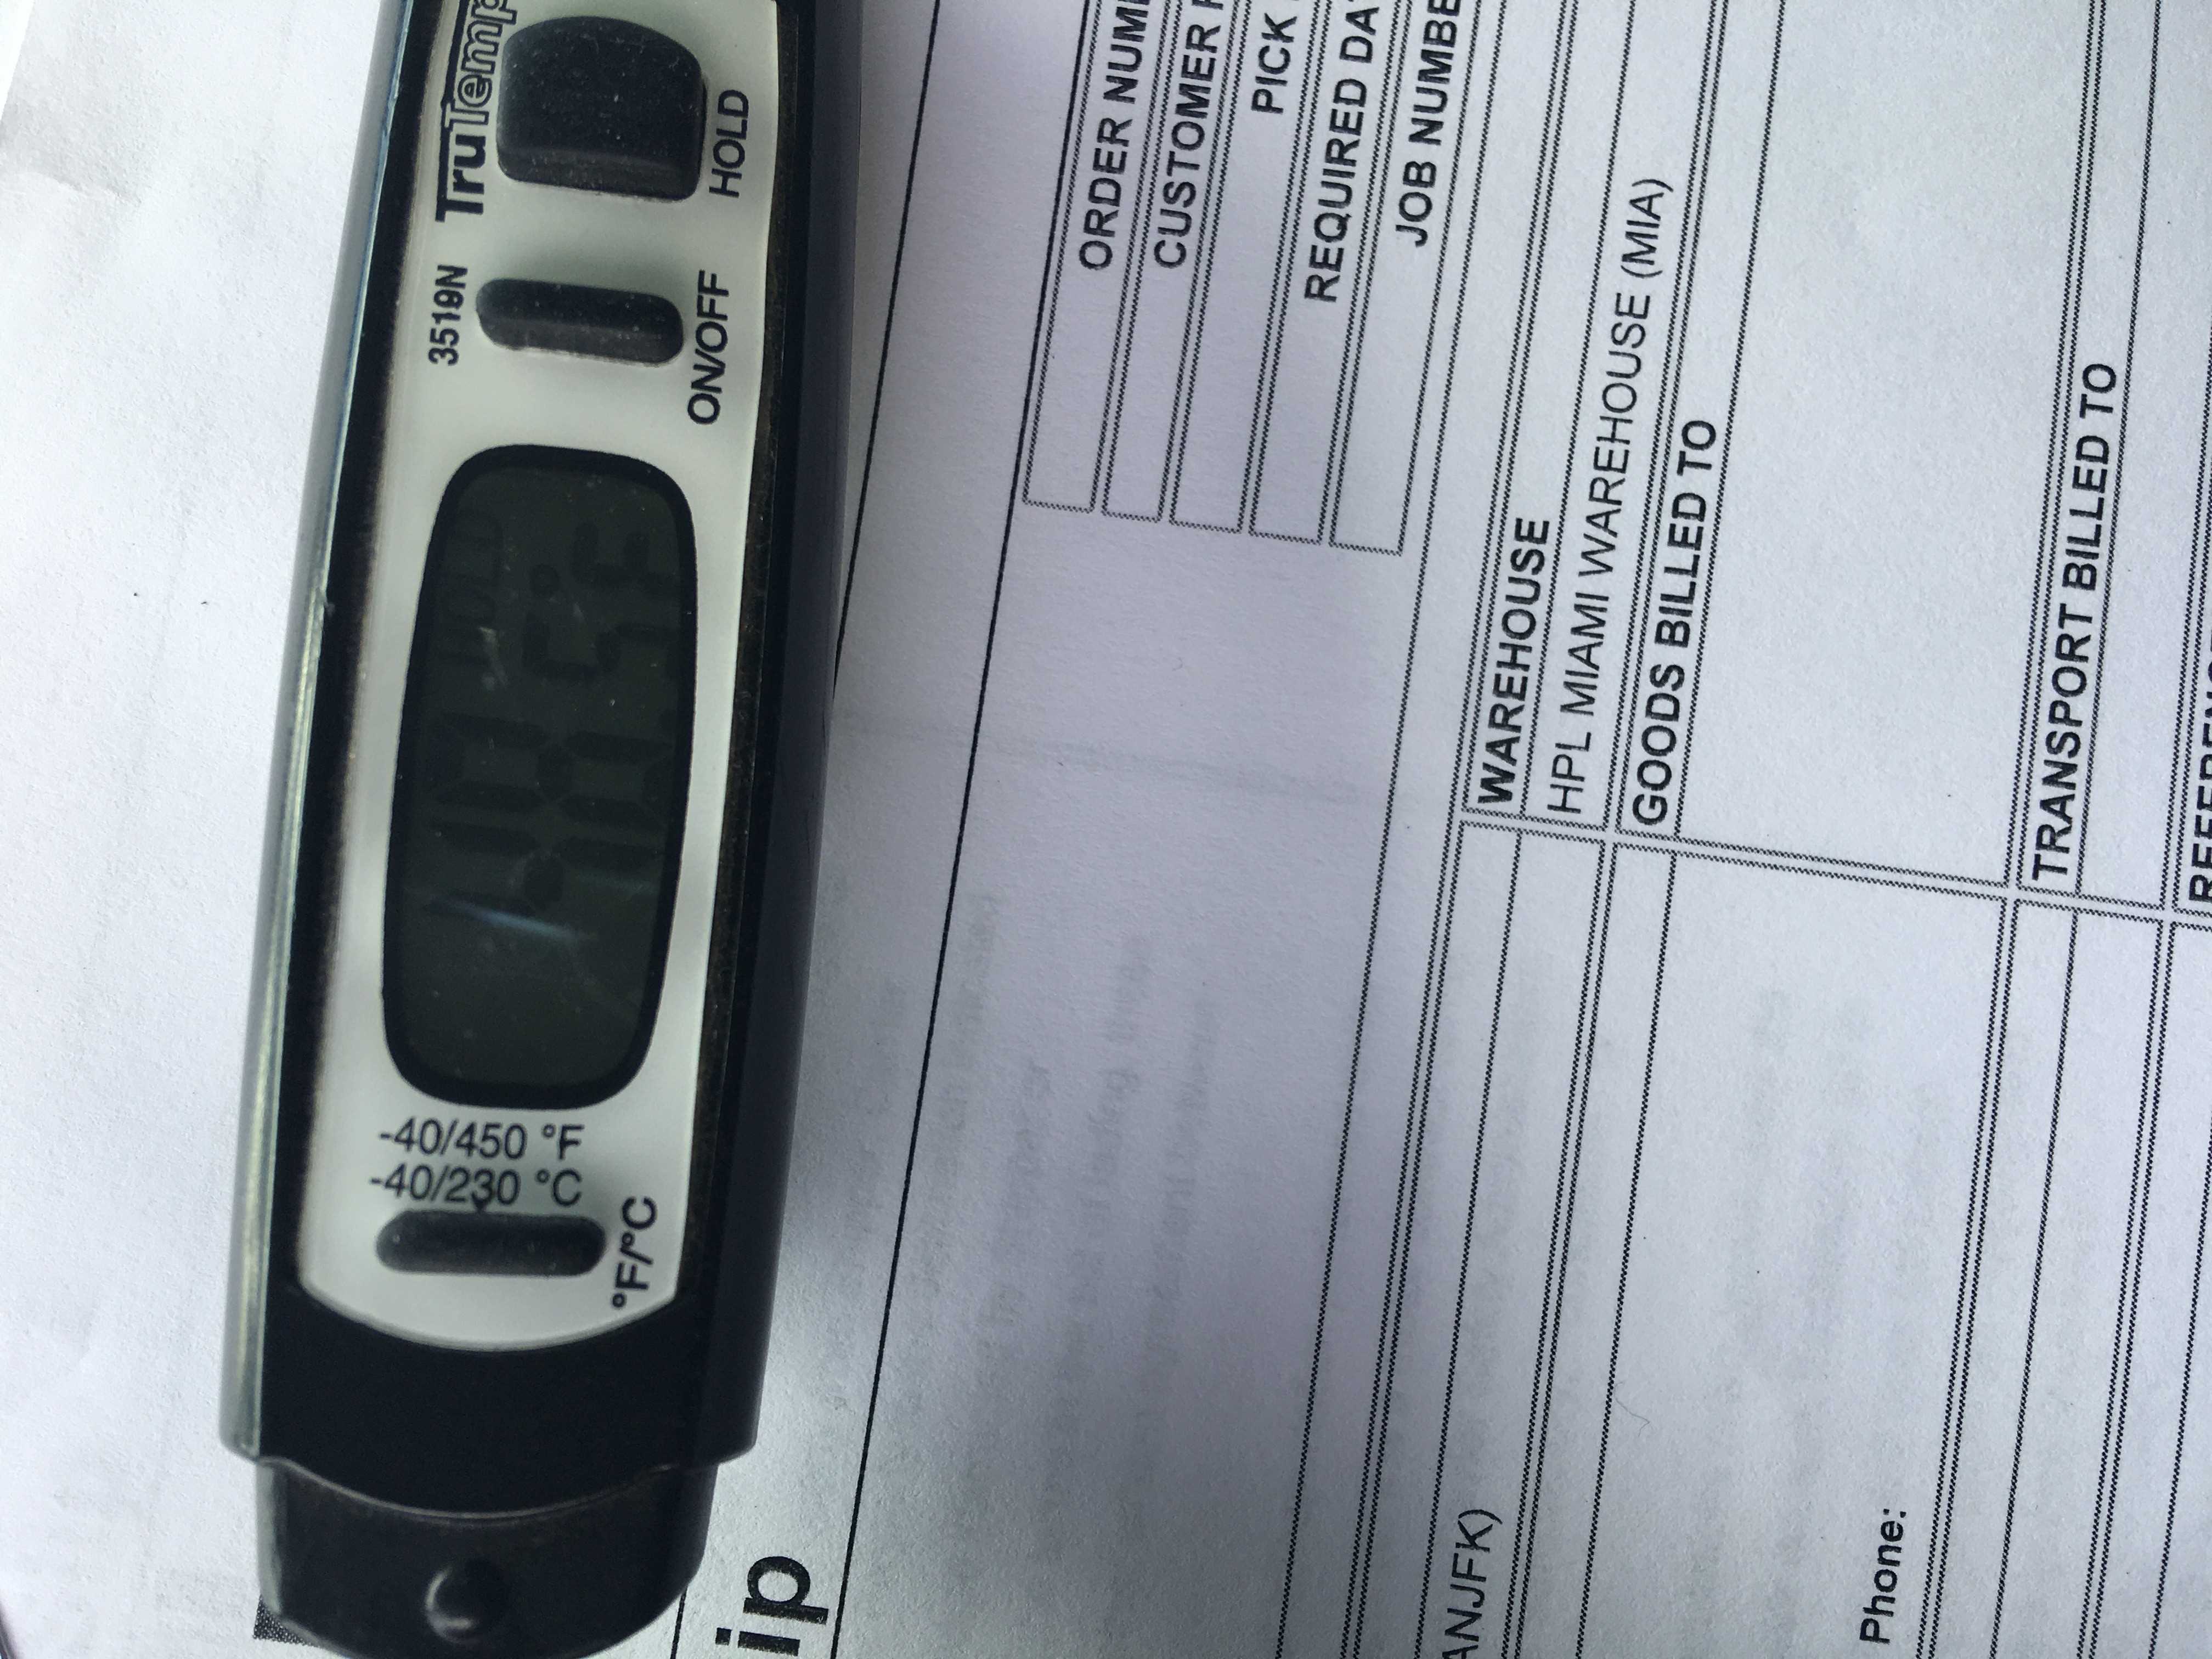 -40/450 °F
-40/230 °C
°F/°C
3519N
TruTemp
ON/OFF
HOLD
ip
ORDER NUM
CUSTOMER
PICK
REQUIRED DA
JOB NUMBE
ANJFK)
WAREHOUSE
HPL MIAMI WAREHOUSE (MIA)
GOODS BILLED TO
Phone:
TRANSPORT BILLED TO
REFERENC